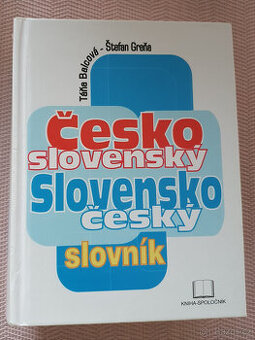 Táňa Balcová - Štefan Greňa
Česko
slovenský
Slovensko
český
slovník
KNIHA-SPOLOČNÍK